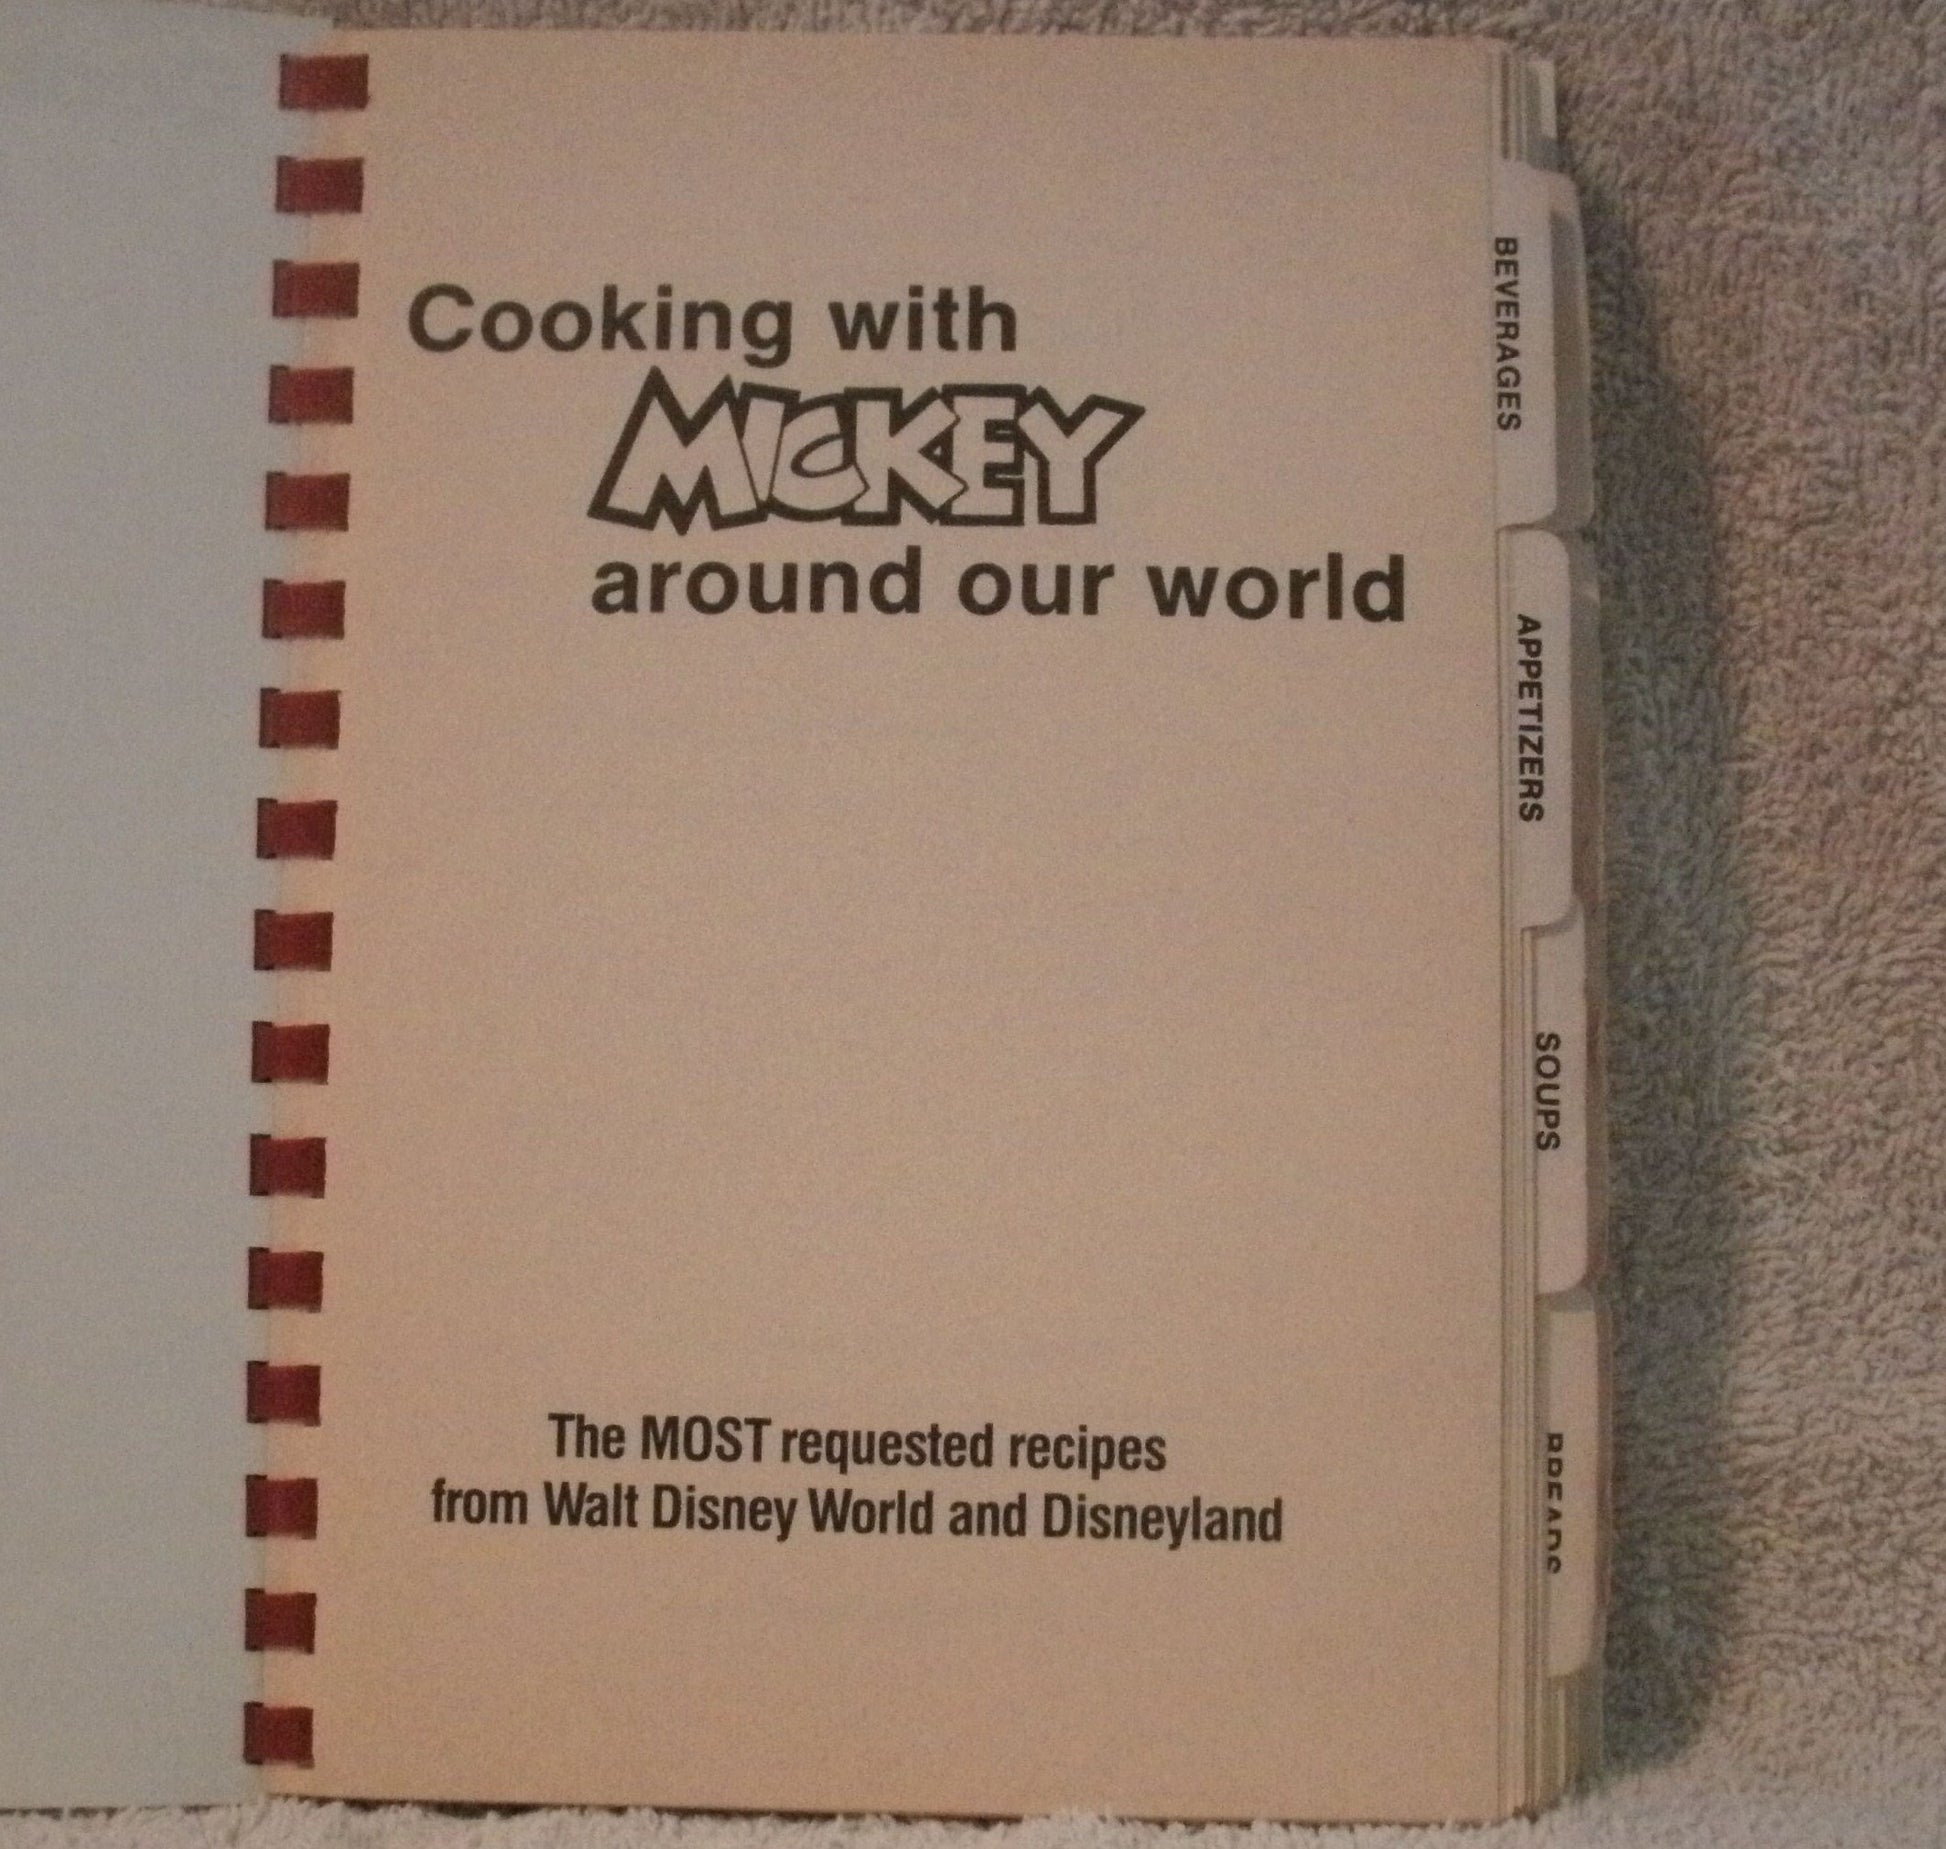 Cooking with
MICKEY
around our world
The MOST requested recipes
from Walt Disney World and Disneyland
BEVERAGES
APPETIZERS
SOUPS
BREADS